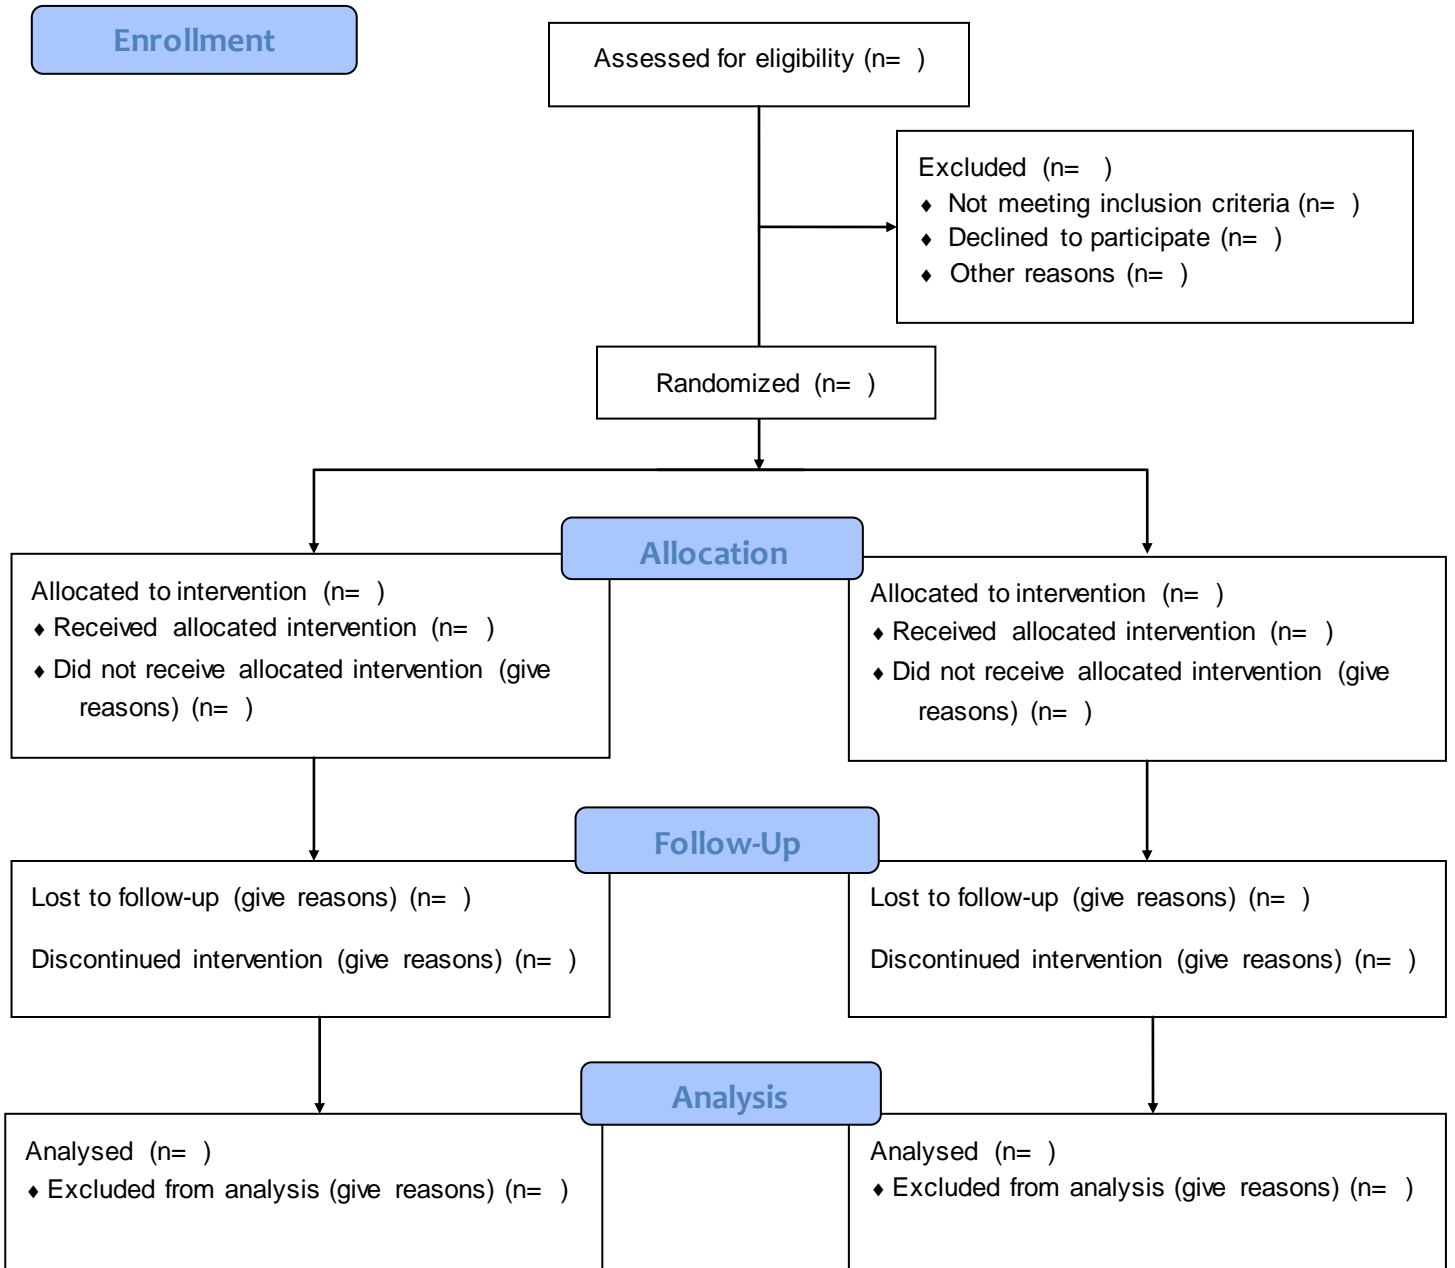 Enrollment
Assessed for eligibility (n= )
Excluded (n= )
♦ Not meeting inclusion criteria (n= )
♦ Declined to participate (n= )
♦ Other reasons (n= )
Randomized (n= )
Allocation
Allocated to intervention (n= )
♦ Received allocated intervention (n= )
♦ Did not receive allocated intervention (give
reasons) (n= )
Allocated to intervention (n= )
♦ Received allocated intervention (n= )
♦ Did not receive allocated intervention (give
reasons) (n= )
Follow-Up
Lost to follow-up (give reasons) (n= )
Discontinued intervention (give reasons) (n= )
Lost to follow-up (give reasons) (n= )
Discontinued intervention (give reasons) (n= )
Analysis
Analysed (n= )
♦ Excluded from analysis (give reasons) (n= )
Analysed (n= )
♦ Excluded from analysis (give reasons) (n= )